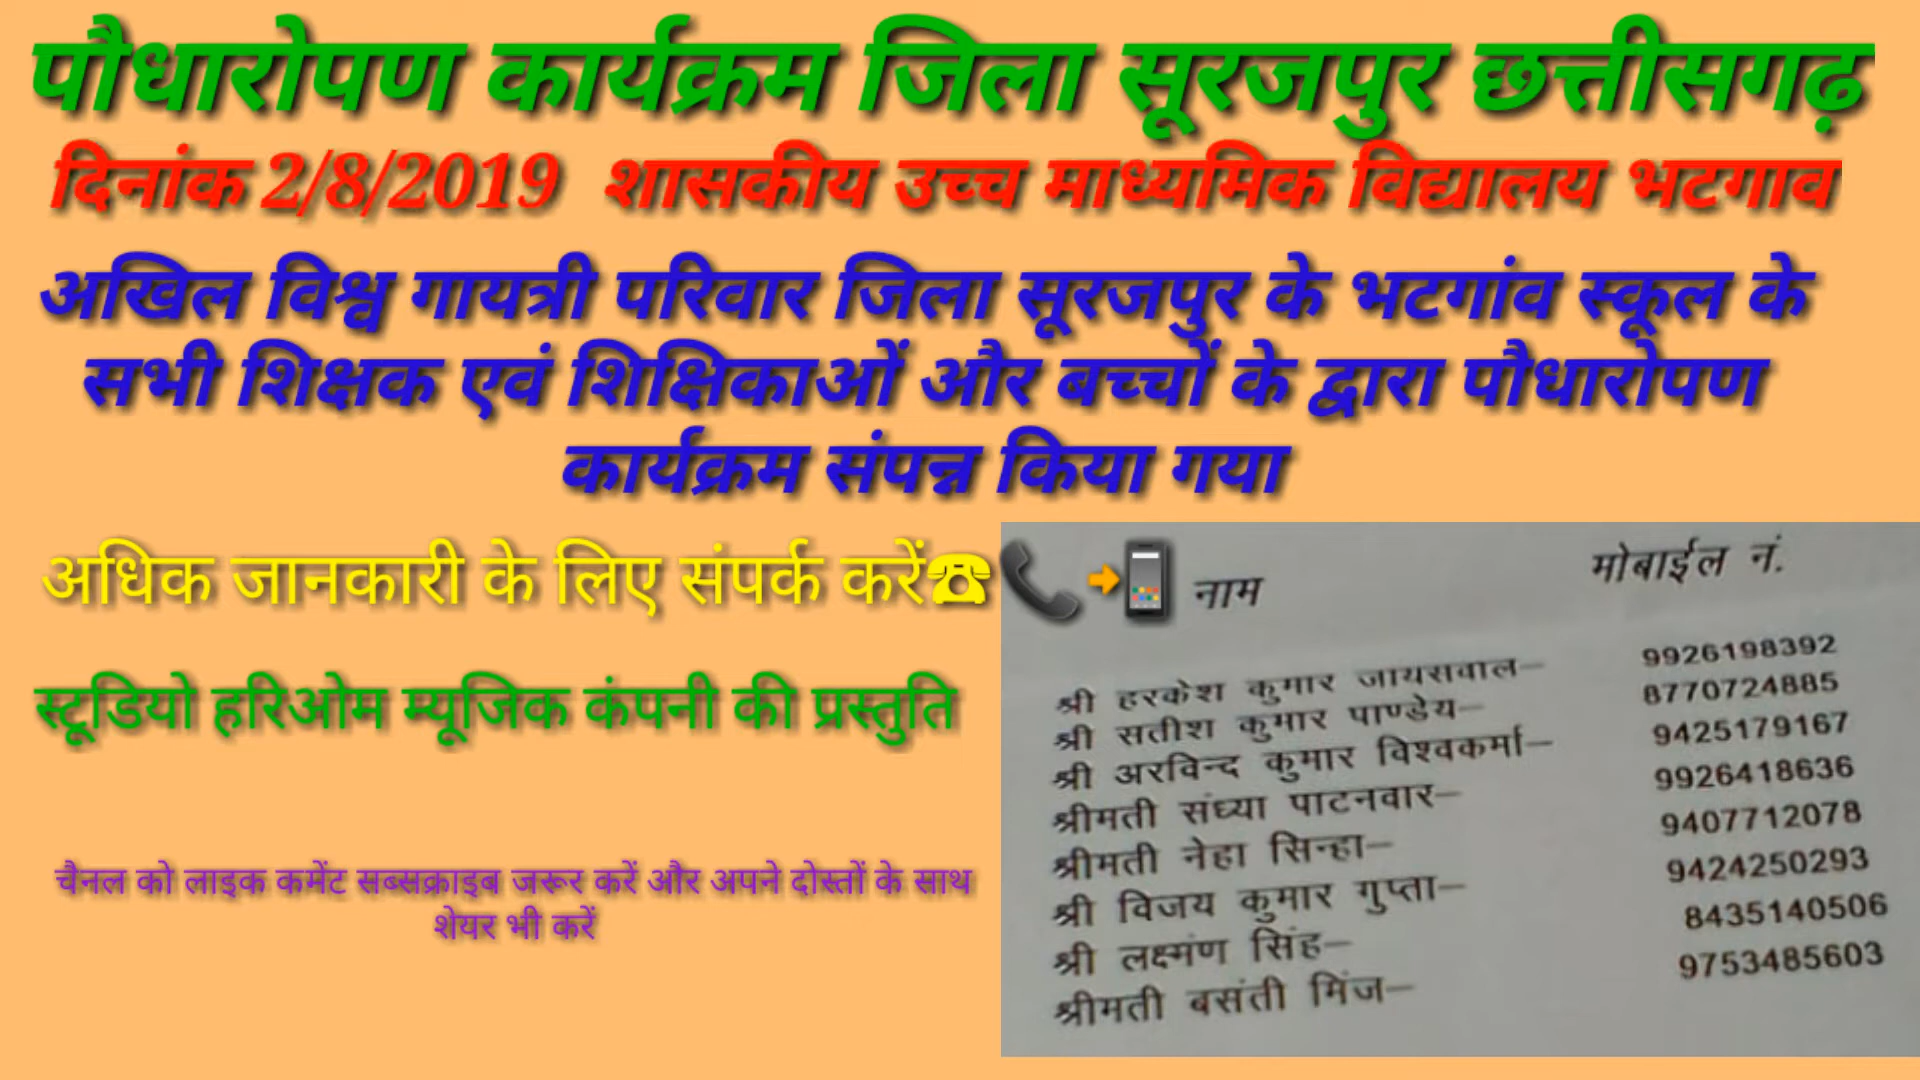 पौधारोपण कार्यक्रम जिला सूरजपुर छत्तीसगढ़
दिनांक 2/8/2019 शासकीय उच्च माध्यमिक विद्यालय भटगाव
अखिल विश्व गायत्री परिवार जिला सूरजपुर के भटगांव स्कूल के
सभी शिक्षक एवं शिक्षिकाओं और बच्चों के द्वारा पौधारोपण
कार्यक्रम संपन्न किया गया
अधिक जानकारी के लिए संपर्क करें☎📞📲
स्टूडियो हरिओम म्यूजिक कंपनी की प्रस्तुति
चैनल को लाइक कमेंट सब्सक्राइब जरूर करें और अपने दोस्तों के साथ
शेयर भी करें
नाम मोबाईल नं.
श्री हरकेश कुमार जायसवाल– 9926198392
श्री सतीश कुमार पाण्डेय– 8770724885
श्री अरविन्द कुमार विश्वकर्मा– 9425179167
श्रीमती संध्या पाटनवार– 9926418636
श्रीमती नेहा सिन्हा– 9407712078
श्री विजय कुमार गुप्ता– 9424250293
श्री लक्ष्मंण सिंह– 8435140506
श्रीमती बसंती मिंज– 9753485603